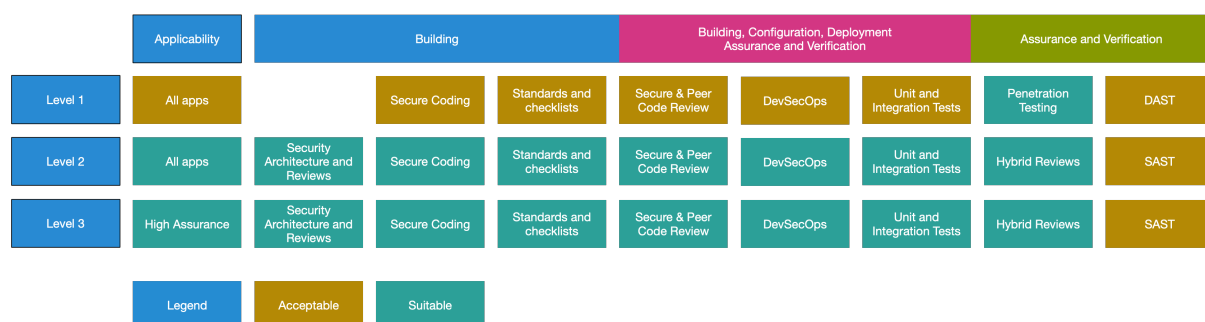 Applicability
Building
Building, Configuration, Deployment
Assurance and Verification
Assurance and Verification
Level 1
All apps
Secure Coding
Standards and
checklists
Secure & Peer
Code Review
DevSecOps
Unit and
Integration Tests
Penetration
Testing
DAST
Level 2
All apps
Security
Architecture and
Reviews
Secure Coding
Standards and
checklists
Secure & Peer
Code Review
DevSecOps
Unit and
Integration Tests
Hybrid Reviews
SAST
Level 3
High Assurance
Security
Architecture and
Reviews
Secure Coding
Standards and
checklists
Secure & Peer
Code Review
DevSecOps
Unit and
Integration Tests
Hybrid Reviews
SAST
Legend
Acceptable
Suitable